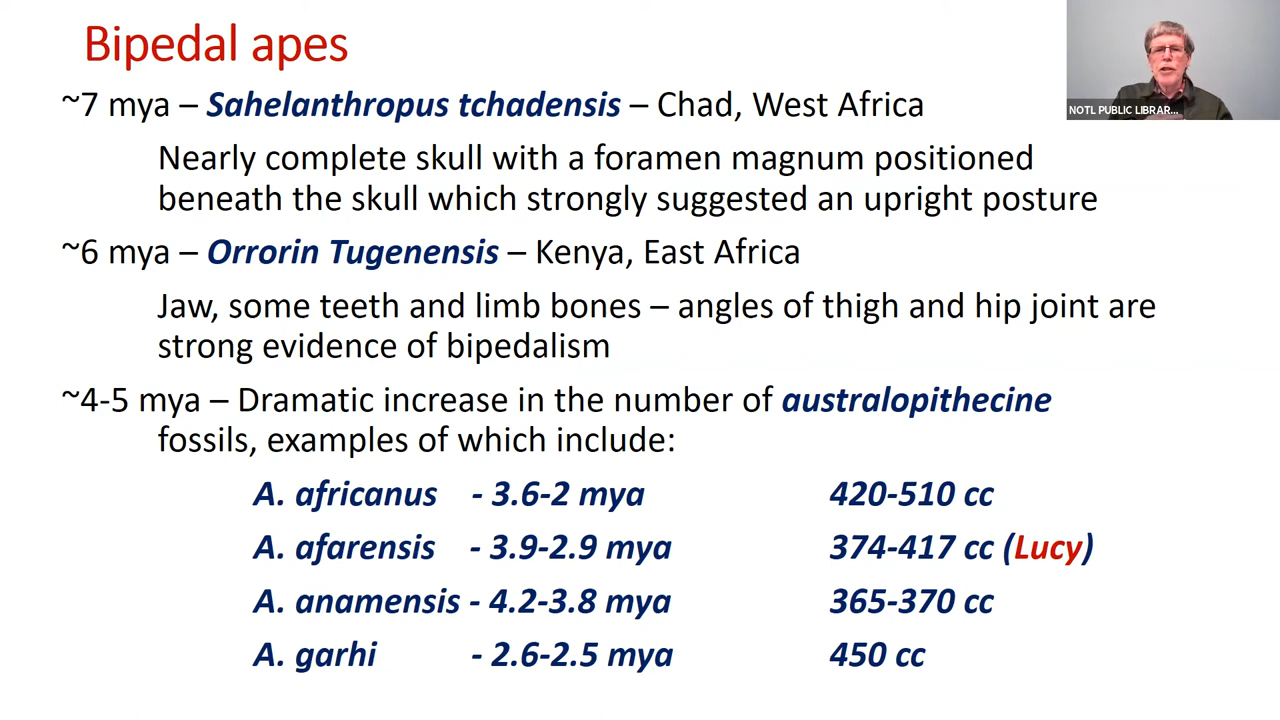 Bipedal apes
NOTL PUBLIC LIBRAR...
~7 mya – Sahelanthropus tchadensis – Chad, West Africa
Nearly complete skull with a foramen magnum positioned
beneath the skull which strongly suggested an upright posture
~6 mya – Orrorin Tugenensis – Kenya, East Africa
Jaw, some teeth and limb bones – angles of thigh and hip joint are
strong evidence of bipedalism
~4-5 mya – Dramatic increase in the number of australopithecine
fossils, examples of which include:
A. africanus - 3.6-2 mya 420-510 cc
A. afarensis - 3.9-2.9 mya 374-417 cc (Lucy)
A. anamensis - 4.2-3.8 mya 365-370 cc
A. garhi - 2.6-2.5 mya 450 cc